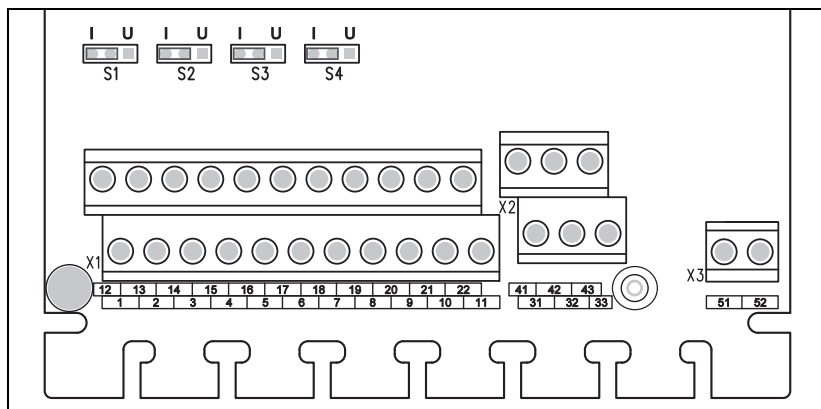 I U I U I U I U
S1 S2 S3 S4
X2
X1
X3
12 13 14 15 16 17 18 19 20 21 22 41 42 43
1 2 3 4 5 6 7 8 9 10 11 31 32 33 51 52